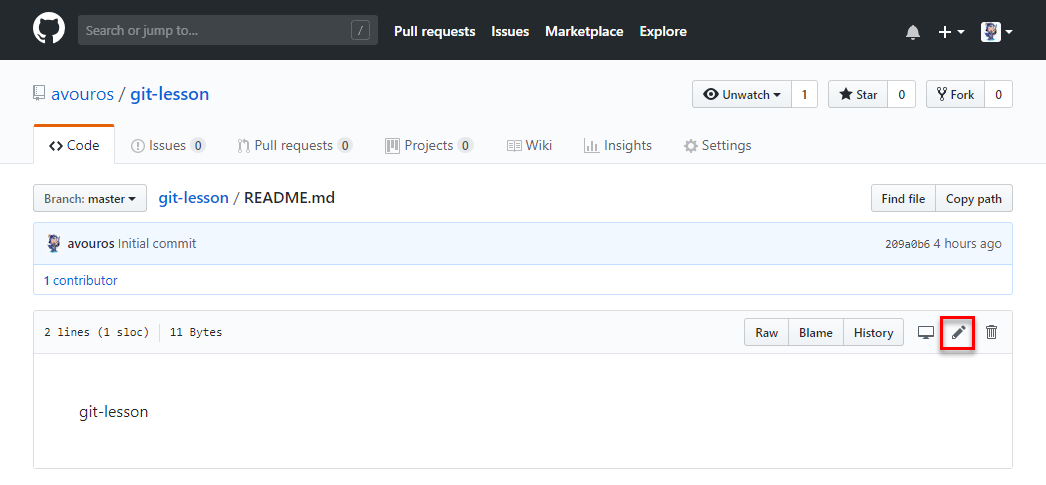 Search or jump to... / Pull requests Issues Marketplace Explore
avouros / git-lesson Unwatch 1 Star 0 Fork 0
Code Issues 0 Pull requests 0 Projects 0 Wiki Insights Settings
Branch: master git-lesson / README.md Find file Copy path
avouros Initial commit 209a0b6 4 hours ago
1 contributor
2 lines (1 sloc) 11 Bytes Raw Blame History
git-lesson